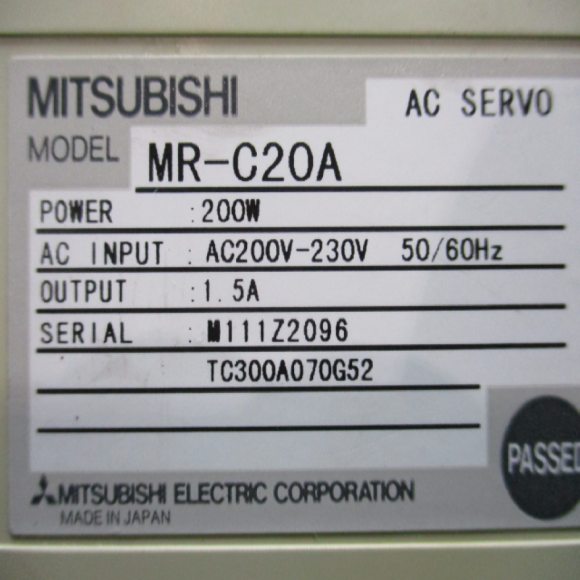 MITSUBISHI AC SERVO
MODEL MR-C20A
POWER :200W
AC INPUT : AC200V-230V 50/60Hz
OUTPUT :1.5A
SERIAL : M111Z2096
TC300A070G52
PASSED
MITSUBISHI ELECTRIC CORPORATION
MADE IN JAPAN